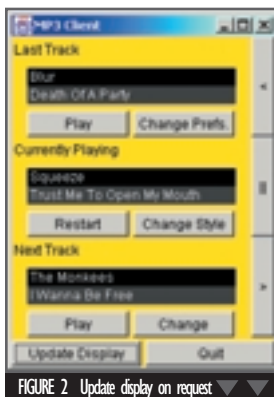 MP3 Client
Last Track
Blur
Death Of A Party
Play Change Prefs.
<
Currently Playing
Squeeze
Trust Me To Open My Mouth
Restart Change Style
||
Next Track
The Monkees
I Wanna Be Free
Play Change
>
Update Display Quit
FIGURE 2 Update display on request